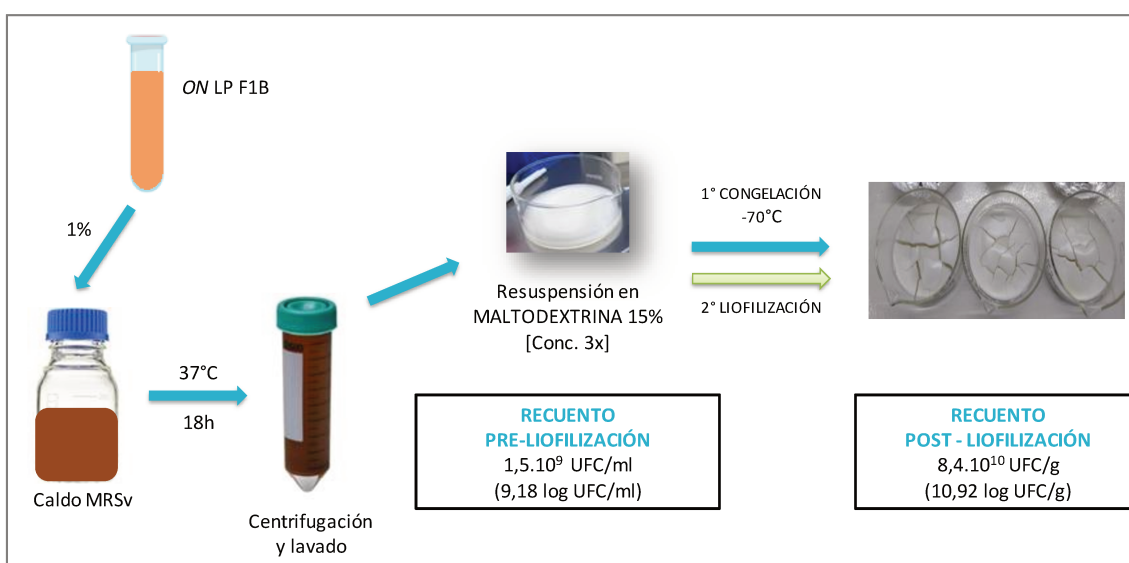 ON LP F1B
1%
Caldo MRSv
37°C
18h
Centrifugación
y lavado
Resuspensión en
MALTODEXTRINA 15%
[Conc. 3x]
1° CONGELACIÓN
-70°C
2° LIOFILIZACIÓN
RECUENTO
PRE-LIOFILIZACIÓN
1,5.10⁹ UFC/ml
(9,18 log UFC/ml)
RECUENTO
POST - LIOFILIZACIÓN
8,4.10¹⁰ UFC/g
(10,92 log UFC/g)